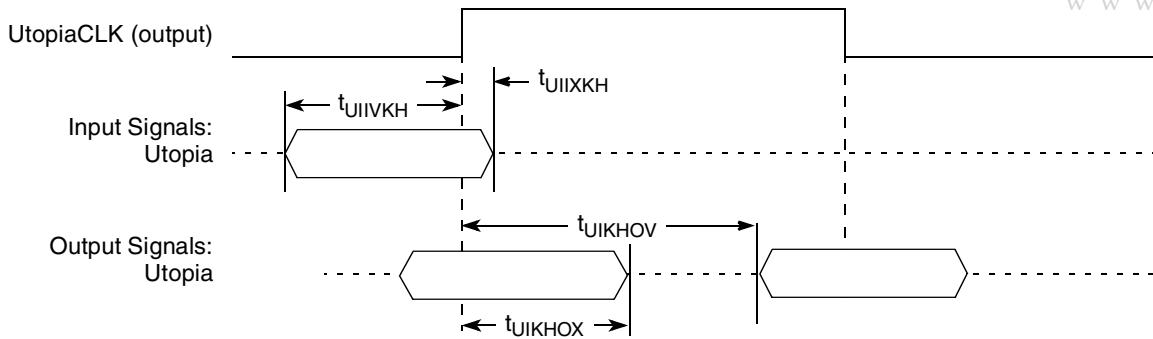 w w w
UtopiaCLK (output)
tUIIXKH
tUIIVKH
Input Signals:
Utopia
tUIKHOV
Output Signals:
Utopia
tUIKHOX